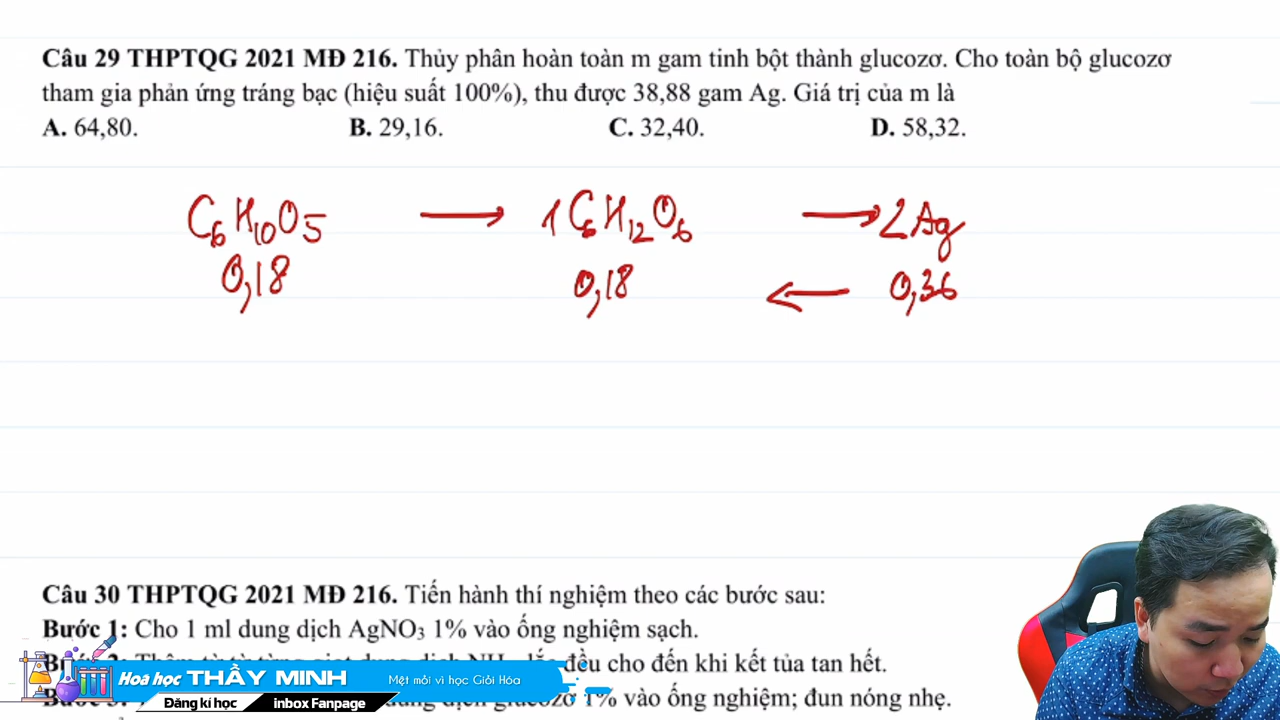 Câu 29 THPTQG 2021 MĐ 216. Thủy phân hoàn toàn m gam tinh bột thành glucozơ. Cho toàn bộ glucozơ
tham gia phản ứng tráng bạc (hiệu suất 100%), thu được 38,88 gam Ag. Giá trị của m là
A. 64,80. B. 29,16. C. 32,40. D. 58,32.
C6H10O5 → 1C6H12O6 → 2Ag
0,18 0,18 ← 0,36
Câu 30 THPTQG 2021 MĐ 216. Tiến hành thí nghiệm theo các bước sau:
Bước 1: Cho 1 ml dung dịch AgNO3 1% vào ống nghiệm sạch.
đều cho đến khi kết tủa tan hết.
1% vào ống nghiệm; đun nóng nhẹ.
Hoá học THẦY MINH Mệt mỏi vì học Giỏi Hóa
Đăng kí học inbox Fanpage